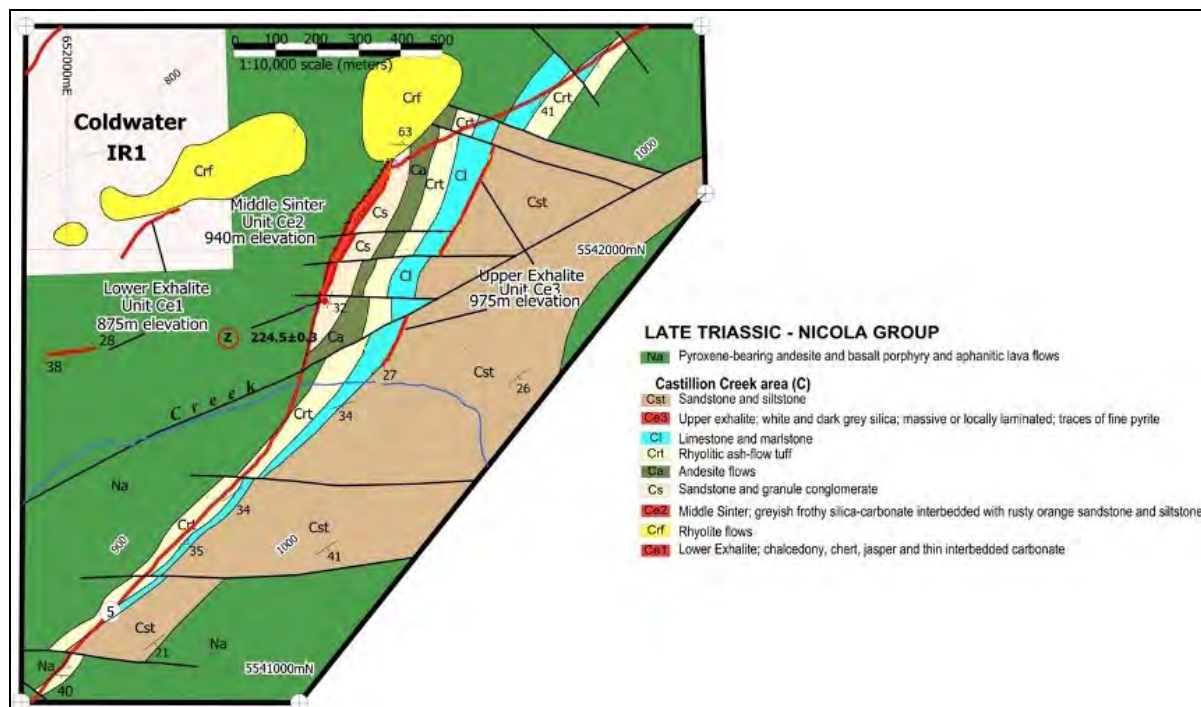 0 100 200 300 400 500
1:10,000 scale (meters)
652000mE
800
Coldwater
IR1
Crf
Crf
63
Crt
Crt
41
1000
Ca
Crt
Cl
Cst
Cs
Middle Sinter
Unit Ce2
940m elevation
Cs
5542000mN
Cl
Upper Exhalite
Unit Ce3
975m elevation
Lower Exhalite
Unit Ce1
875m elevation
32
28
38
Z 224.5±0.3
Ca
Creek
27
Cst
26
Crt
34
Na
34
Crt
Cst
900
35
1000
41
5
Cst
21
Na
Na
40
5541000mN
LATE TRIASSIC - NICOLA GROUP
Na Pyroxene-bearing andesite and basalt porphyry and aphanitic lava flows
Castillion Creek area (C)
Cst Sandstone and siltstone
Ce3 Upper exhalite; white and dark grey silica; massive or locally laminated; traces of fine pyrite
Cl Limestone and marlstone
Crt Rhyolitic ash-flow tuff
Ca Andesite flows
Cs Sandstone and granule conglomerate
Ce2 Middle Sinter; greyish frothy silica-carbonate interbedded with rusty orange sandstone and siltstone
Crf Rhyolite flows
Ce1 Lower Exhalite; chalcedony, chert, jasper and thin interbedded carbonate